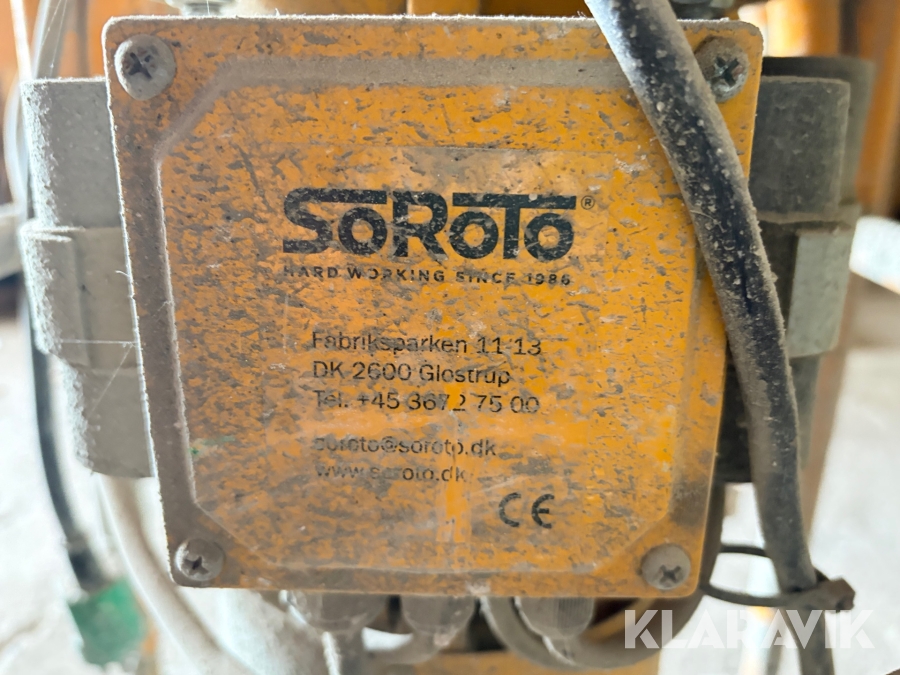 SoRoTo®
HARD WORKING SINCE 1986
Fabriksparken 11-13
DK 2600 Glostrup
Tel. +45 3672 75 00
soroto@soroto.dk
www.soroto.dk
CE
KLARAVIK